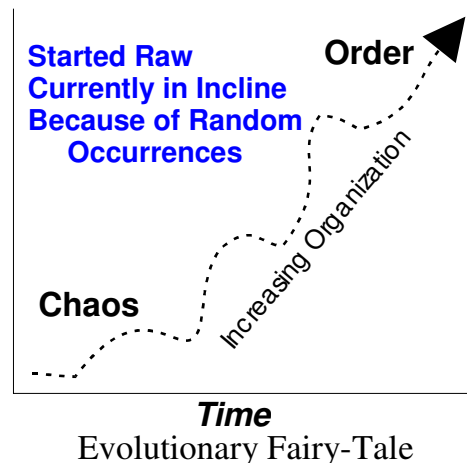 Started Raw
Currently in Incline
Because of Random
Occurrences
Order
Increasing Organization
Chaos
Time
Evolutionary Fairy-Tale